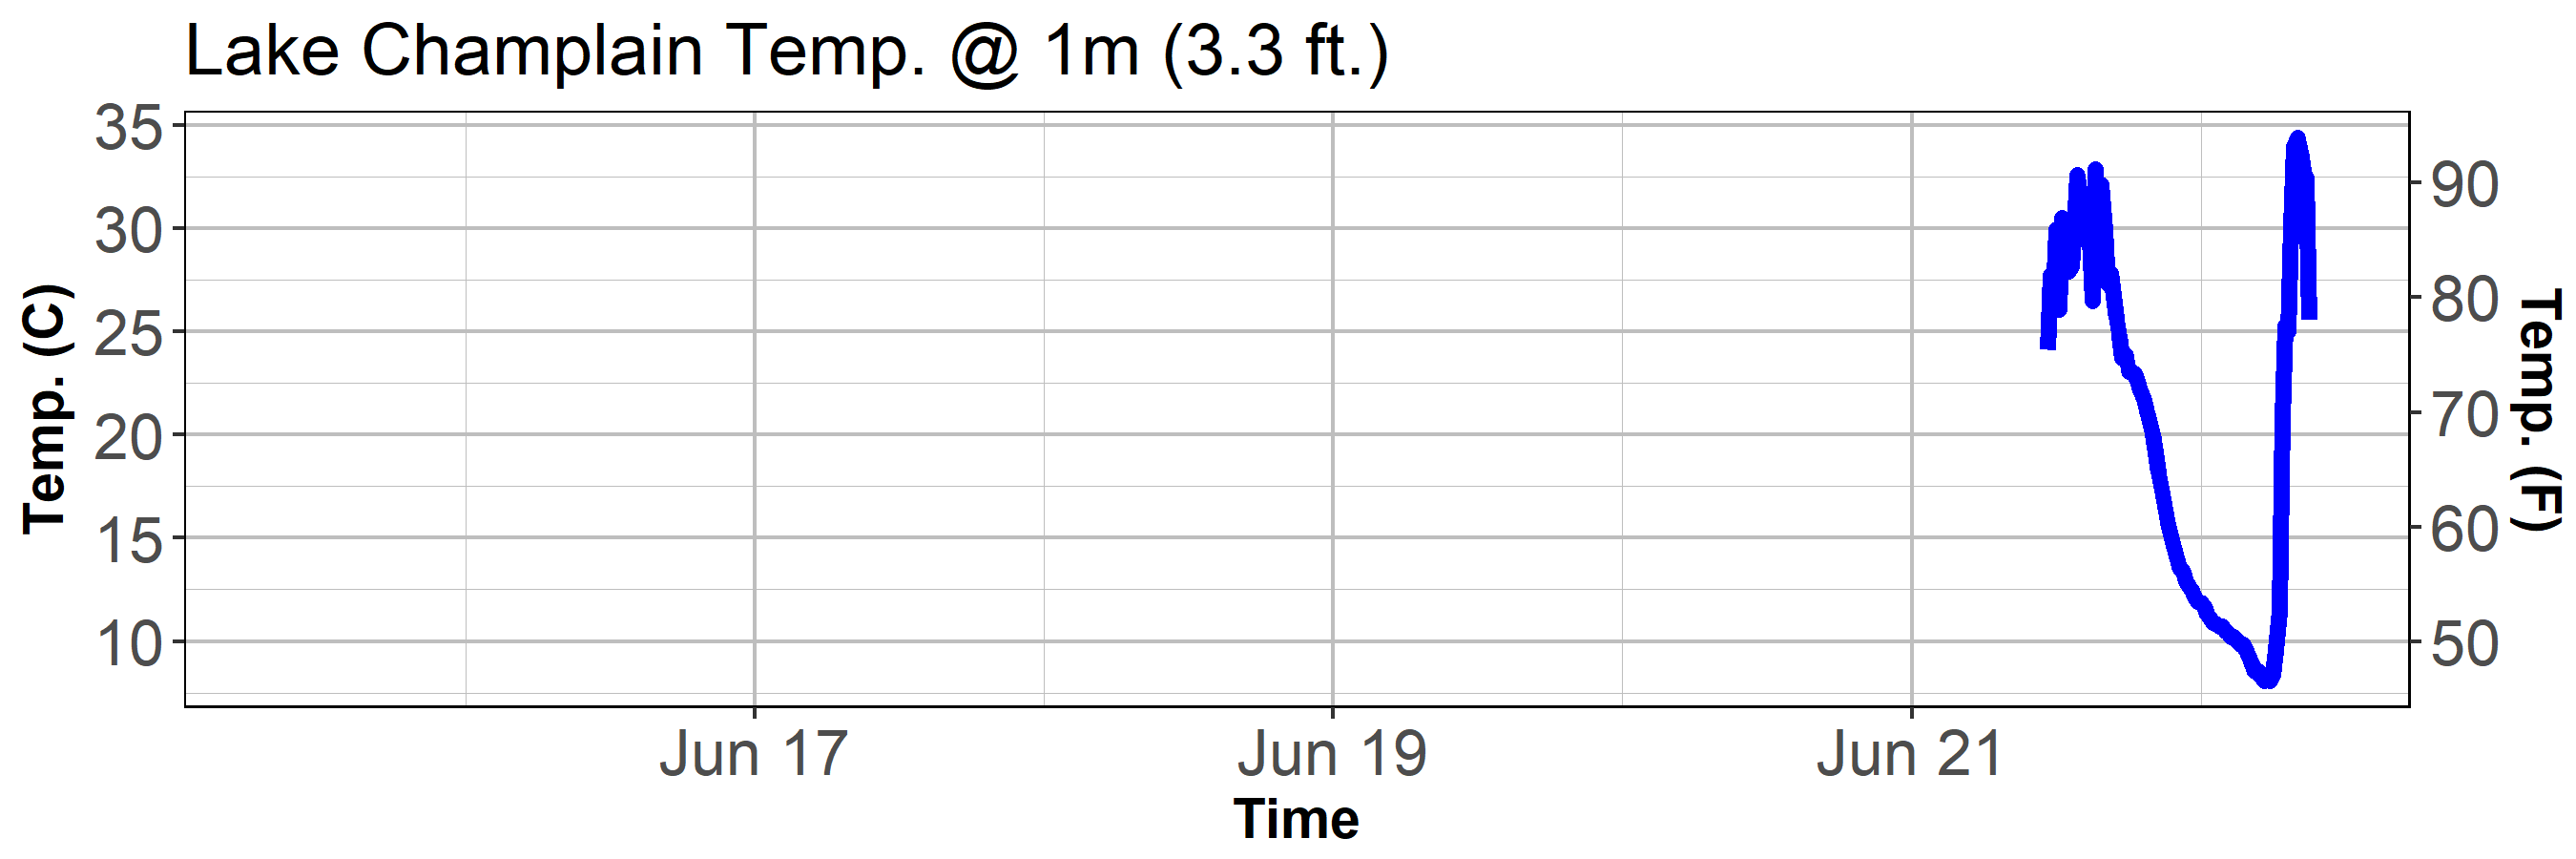 Lake Champlain Temp. @ 1m (3.3 ft.)
35
30
25
20
15
10
Temp. (C)
90
80
70
60
50
Temp. (F)
Jun 17
Jun 19
Jun 21
Time